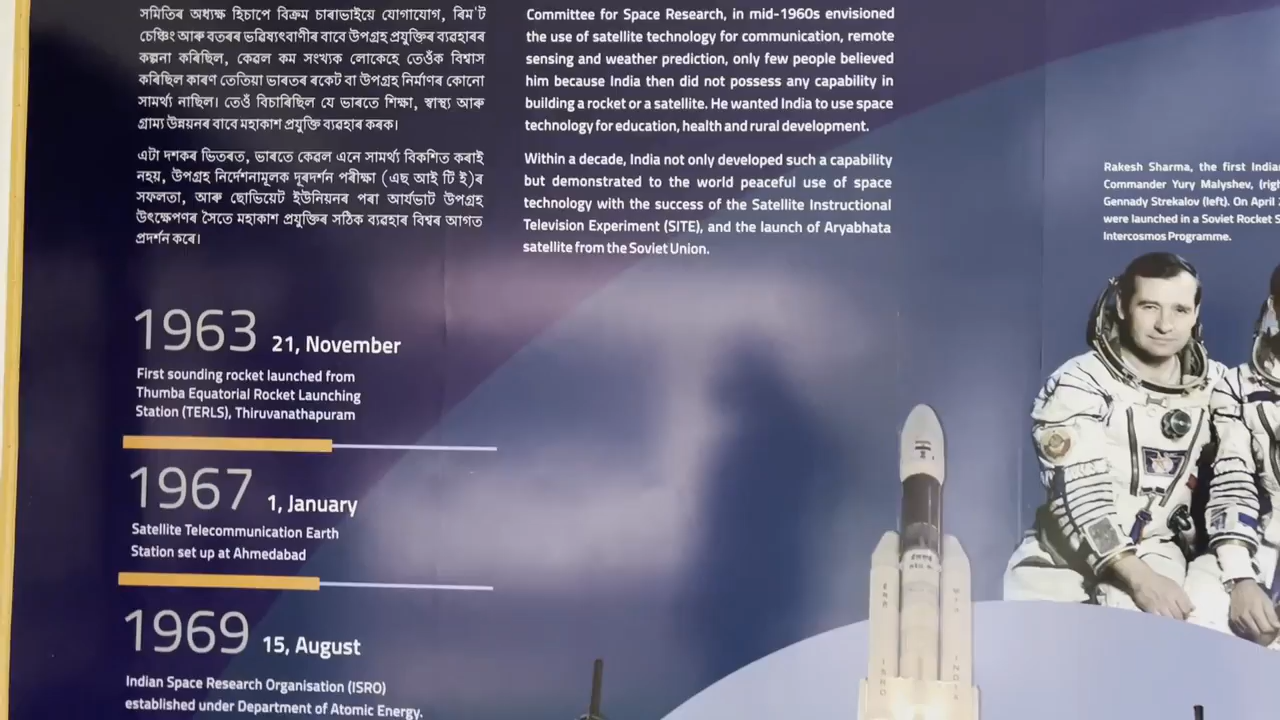 সমিতিৰ অধ্যক্ষ হিচাপে বিক্ৰম চাৰাভাইয়ে যোগাযোগ, ৰিম'ট
চেঞ্চিং আৰু বতৰৰ ভৱিষ্যৎবাণীৰ বাবে উপগ্ৰহ প্ৰযুক্তিৰ ব্যৱহাৰৰ
কল্পনা কৰিছিল, কেৱল কম সংখ্যক লোকেহে তেওঁক বিশ্বাস
কৰিছিল কাৰণ তেতিয়া ভাৰতৰ ৰকেট বা উপগ্ৰহ নিৰ্মাণৰ কোনো
সামৰ্থ্য নাছিল। তেওঁ বিচাৰিছিল যে ভাৰতে শিক্ষা, স্বাস্থ্য আৰু
গ্ৰাম্য উন্নয়নৰ বাবে মহাকাশ প্ৰযুক্তি ব্যৱহাৰ কৰক।
এটা দশকৰ ভিতৰত, ভাৰতে কেৱল এনে সামৰ্থ্য বিকশিত কৰাই
নহয়, উপগ্ৰহ নিৰ্দেশনামূলক দূৰদৰ্শন পৰীক্ষা (এছ আই টি ই)ৰ
সফলতা, আৰু ছোভিয়েট ইউনিয়নৰ পৰা আৰ্যভাট উপগ্ৰহ
উৎক্ষেপণৰ সৈতে মহাকাশ প্ৰযুক্তিৰ সঠিক ব্যৱহাৰ বিশ্বৰ আগত
প্ৰদৰ্শন কৰে।
Committee for Space Research, in mid-1960s envisioned
the use of satellite technology for communication, remote
sensing and weather prediction, only few people believed
him because India then did not possess any capability in
building a rocket or a satellite. He wanted India to use space
technology for education, health and rural development.
Within a decade, India not only developed such a capability
but demonstrated to the world peaceful use of space
technology with the success of the Satellite Instructional
Television Experiment (SITE), and the launch of Aryabhata
satellite from the Soviet Union.
Rakesh Sharma, the first Indian
Commander Yury Malyshev, (righ
Gennady Strekalov (left). On April
were launched in a Soviet Rocket S
Intercosmos Programme.
1963 21, November
First sounding rocket launched from
Thumba Equatorial Rocket Launching
Station (TERLS), Thiruvanathapuram
1967 1, January
Satellite Telecommunication Earth
Station set up at Ahmedabad
1969 15, August
Indian Space Research Organisation (ISRO)
established under Department of Atomic Energy.
ISRO
INDIA